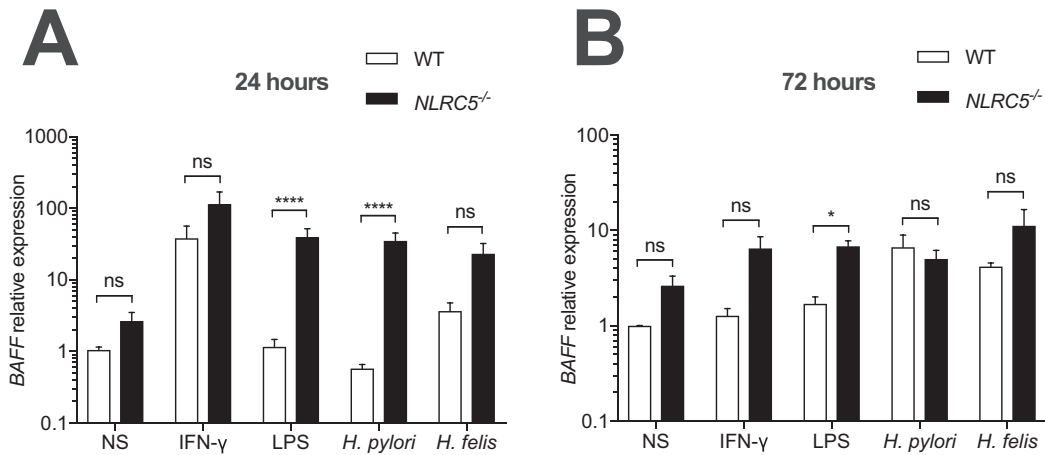 A
24 hours
WT
NLRC5-/-
BAFF relative expression
1000
100
10
1
0.1
ns
ns
****
****
ns
NS
IFN-γ
LPS
H. pylori
H. felis
B
72 hours
WT
NLRC5-/-
BAFF relative expression
100
10
1
0.1
ns
ns
*
ns
ns
NS
IFN-γ
LPS
H. pylori
H. felis